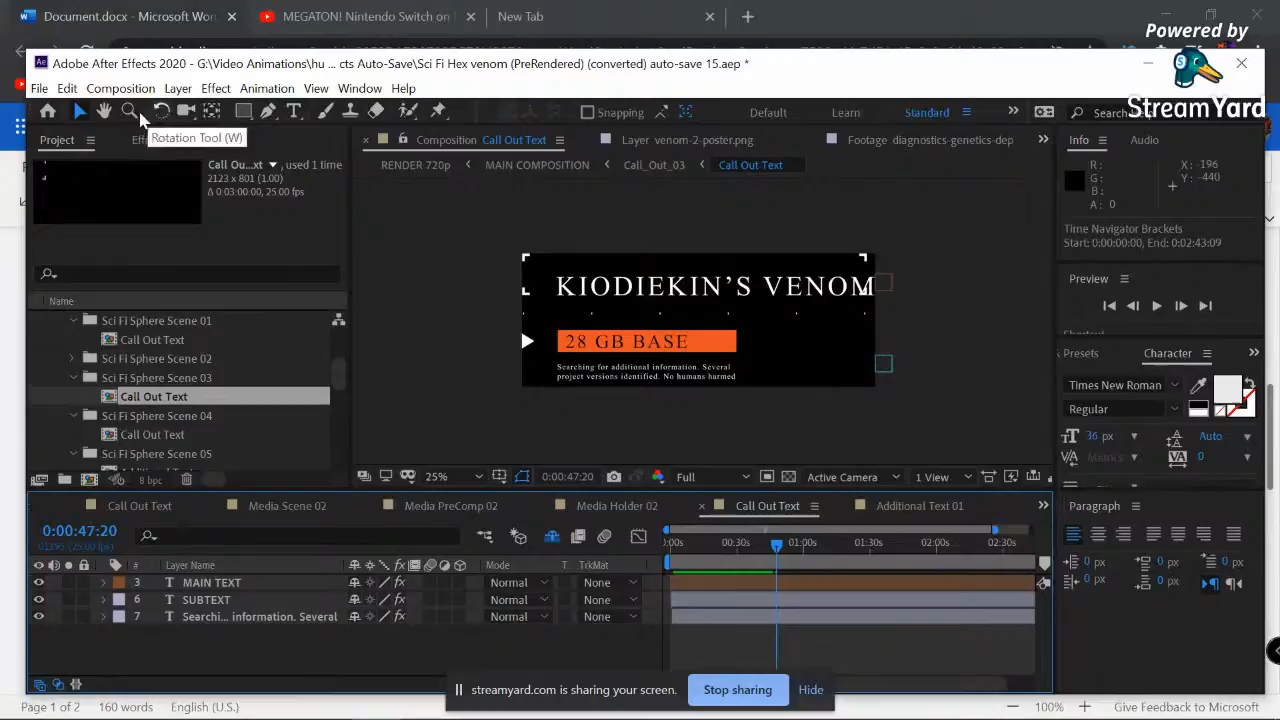 Document.docx - Microsoft Wor
MEGATON! Nintendo Switch on
New Tab
Powered by
StreamYard
Adobe After Effects 2020 - G:\Video Animations\hu ... cts Auto-Save\Sci Fi Hex venom (PreRendered) (converted) auto-save 15.aep *
File Edit Composition Layer Effect Animation View Window Help
Snapping
Default
Learn
Standard
Rotation Tool (W)
Project
Call Ou...xt , used 1 time
2123 x 801 (1.00)
Δ 0:03:00:00, 25.00 fps
Composition Call Out Text
Layer venom-2-poster.png
Footage diagnostics-genetics-dep
RENDER 720p
MAIN COMPOSITION
Call_Out_03
Call Out Text
Info
Audio
R:
G:
B:
A: 0
X: -196
Y: -440
Time Navigator Brackets
Start: 0:00:00:00, End: 0:02:43:09
KIODIEKIN'S VENOM
28 GB BASE
Searching for additional information. Several
project versions identified. No humans harmed
Preview
Name
Sci Fi Sphere Scene 01
Call Out Text
Sci Fi Sphere Scene 02
Sci Fi Sphere Scene 03
Call Out Text
Sci Fi Sphere Scene 04
Call Out Text
Sci Fi Sphere Scene 05
8 bpc
Presets
Character
Times New Roman
Regular
36 px
Auto
Metrics
0
25%
0:00:47:20
Full
Active Camera
1 View
Call Out Text
Media Scene 02
Media PreComp 02
Media Holder 02
Call Out Text
Additional Text 01
Paragraph
0 px
0 px
0 px
0 px
0 px
0:00:47:20
01195 (25.00 fps)
00s
00:30s
01:00s
01:30s
02:00s
02:30s
#
Layer Name
Mode
T
TrkMat
3
MAIN TEXT
Normal
None
6
SUBTEXT
Normal
None
7
Searchi... information. Several
Normal
None
streamyard.com is sharing your screen.
Stop sharing
Hide
Page 1 of 2
160 words
English (U.S.)
100%
Give Feedback to Microsoft